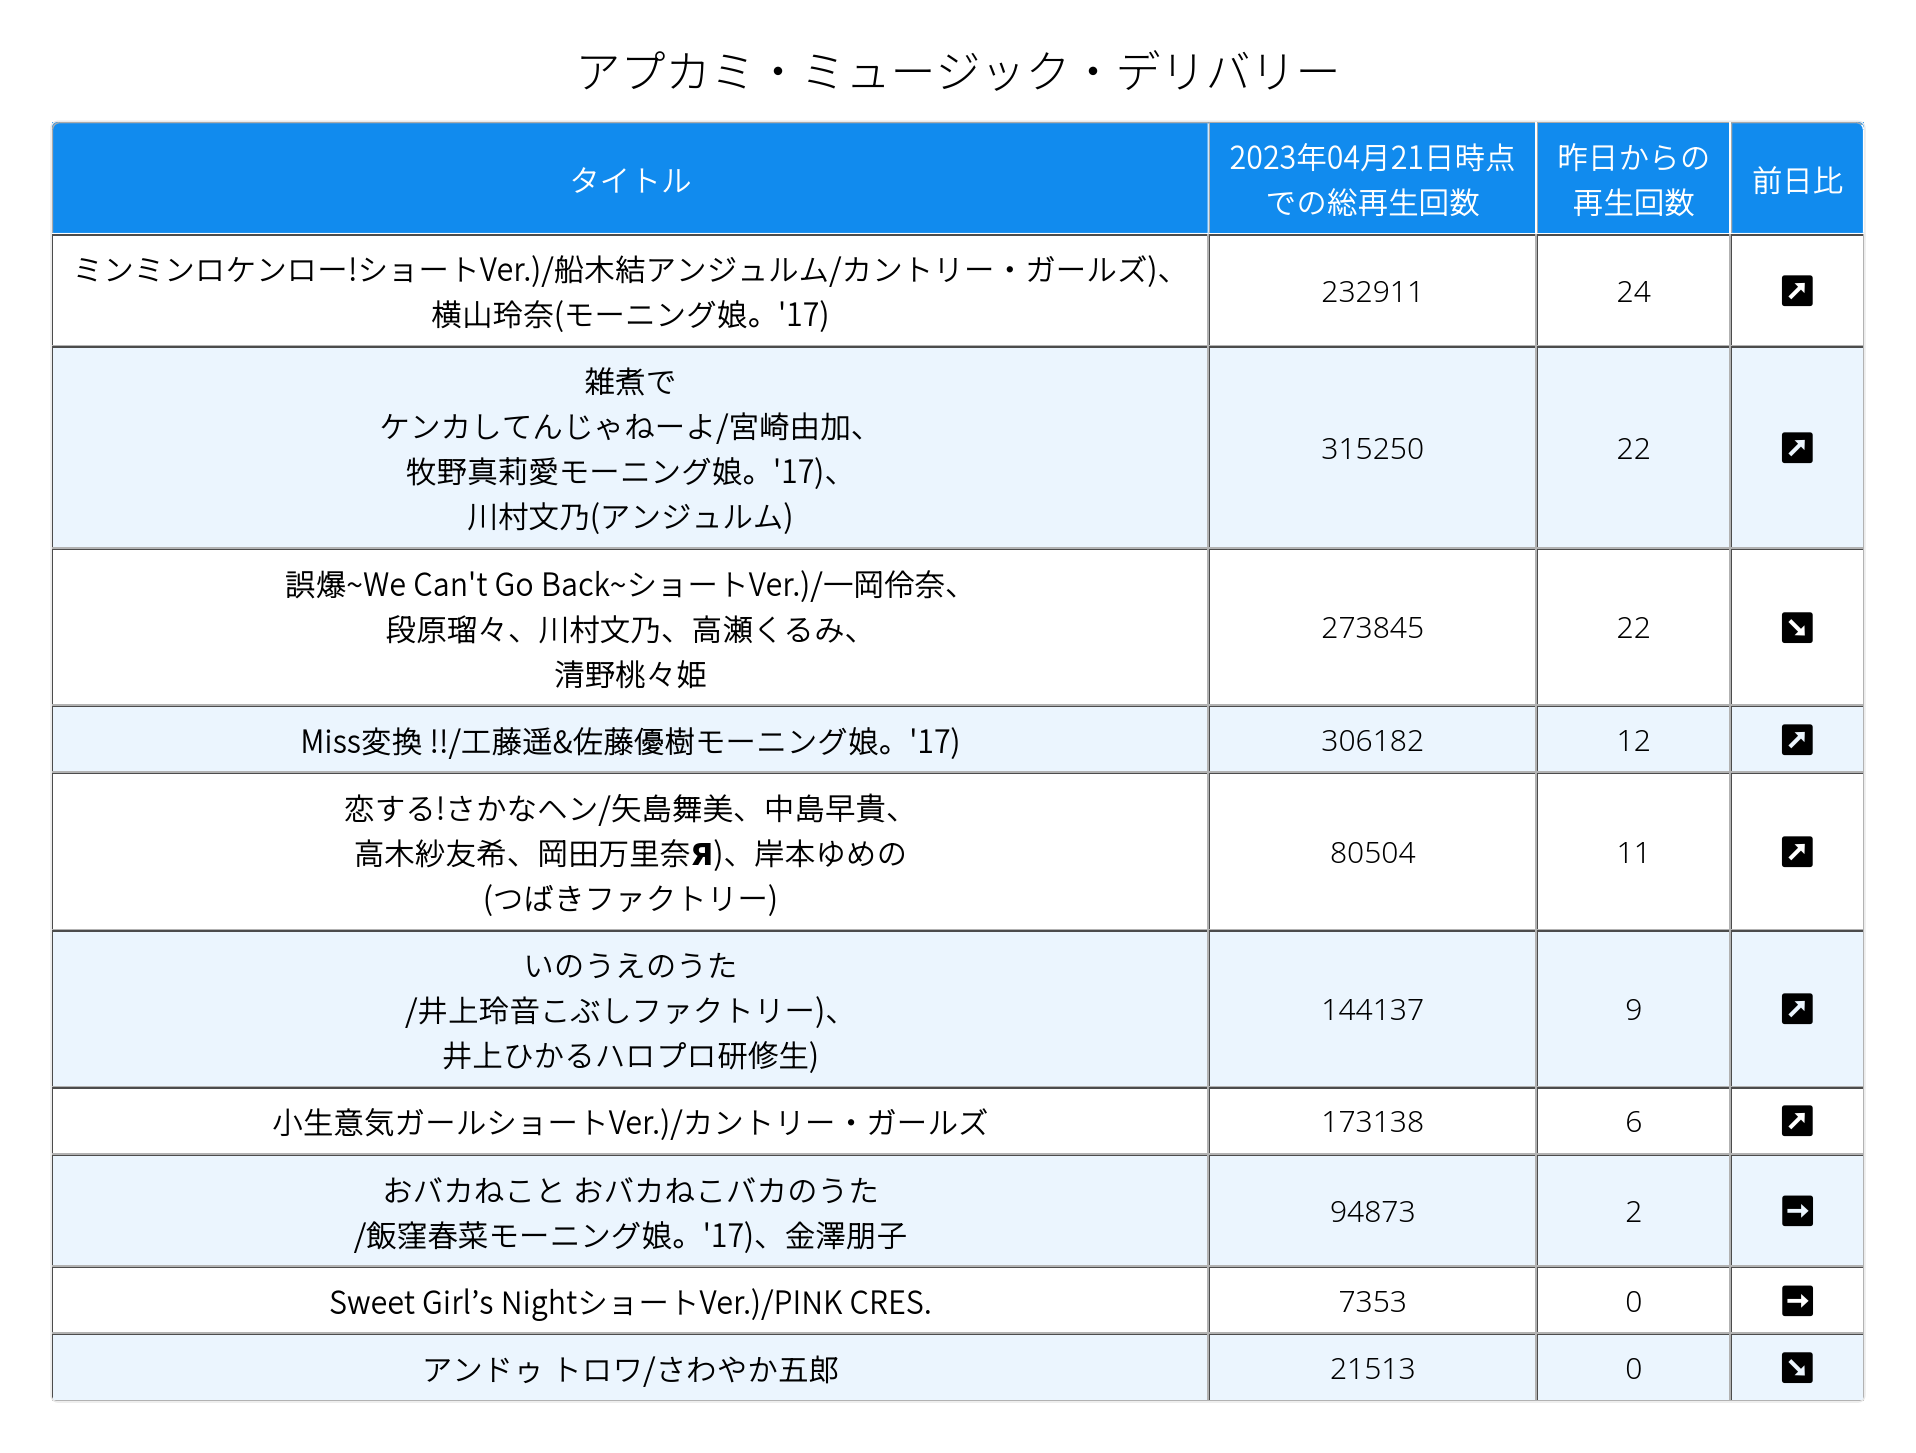 アプカミ・ミュージック・デリバリー
タイトル
2023年04月21日時点
での総再生回数
昨日からの
再生回数
前日比
ミンミンロケンロー!ショートVer.)/船木結アンジュルム/カントリー・ガールズ)、
横山玲奈(モーニング娘。'17)
232911
24
雑煮で
ケンカしてんじゃねーよ/宮崎由加、
牧野真莉愛モーニング娘。'17)、
川村文乃(アンジュルム)
315250
22
誤爆~We Can't Go Back~ショートVer.)/一岡伶奈、
段原瑠々、川村文乃、高瀬くるみ、
清野桃々姫
273845
22
Miss変換 !!/工藤遥&佐藤優樹モーニング娘。'17)
306182
12
恋する!さかなヘン/矢島舞美、中島早貴、
高木紗友希、岡田万里奈Я)、岸本ゆめの
(つばきファクトリー)
80504
11
いのうえのうた
/井上玲音こぶしファクトリー)、
井上ひかるハロプロ研修生)
144137
9
小生意気ガールショートVer.)/カントリー・ガールズ
173138
6
おバカねこと おバカねこバカのうた
/飯窪春菜モーニング娘。'17)、金澤朋子
94873
2
Sweet Girl’s NightショートVer.)/PINK CRES.
7353
0
アンドゥ トロワ/さわやか五郎
21513
0